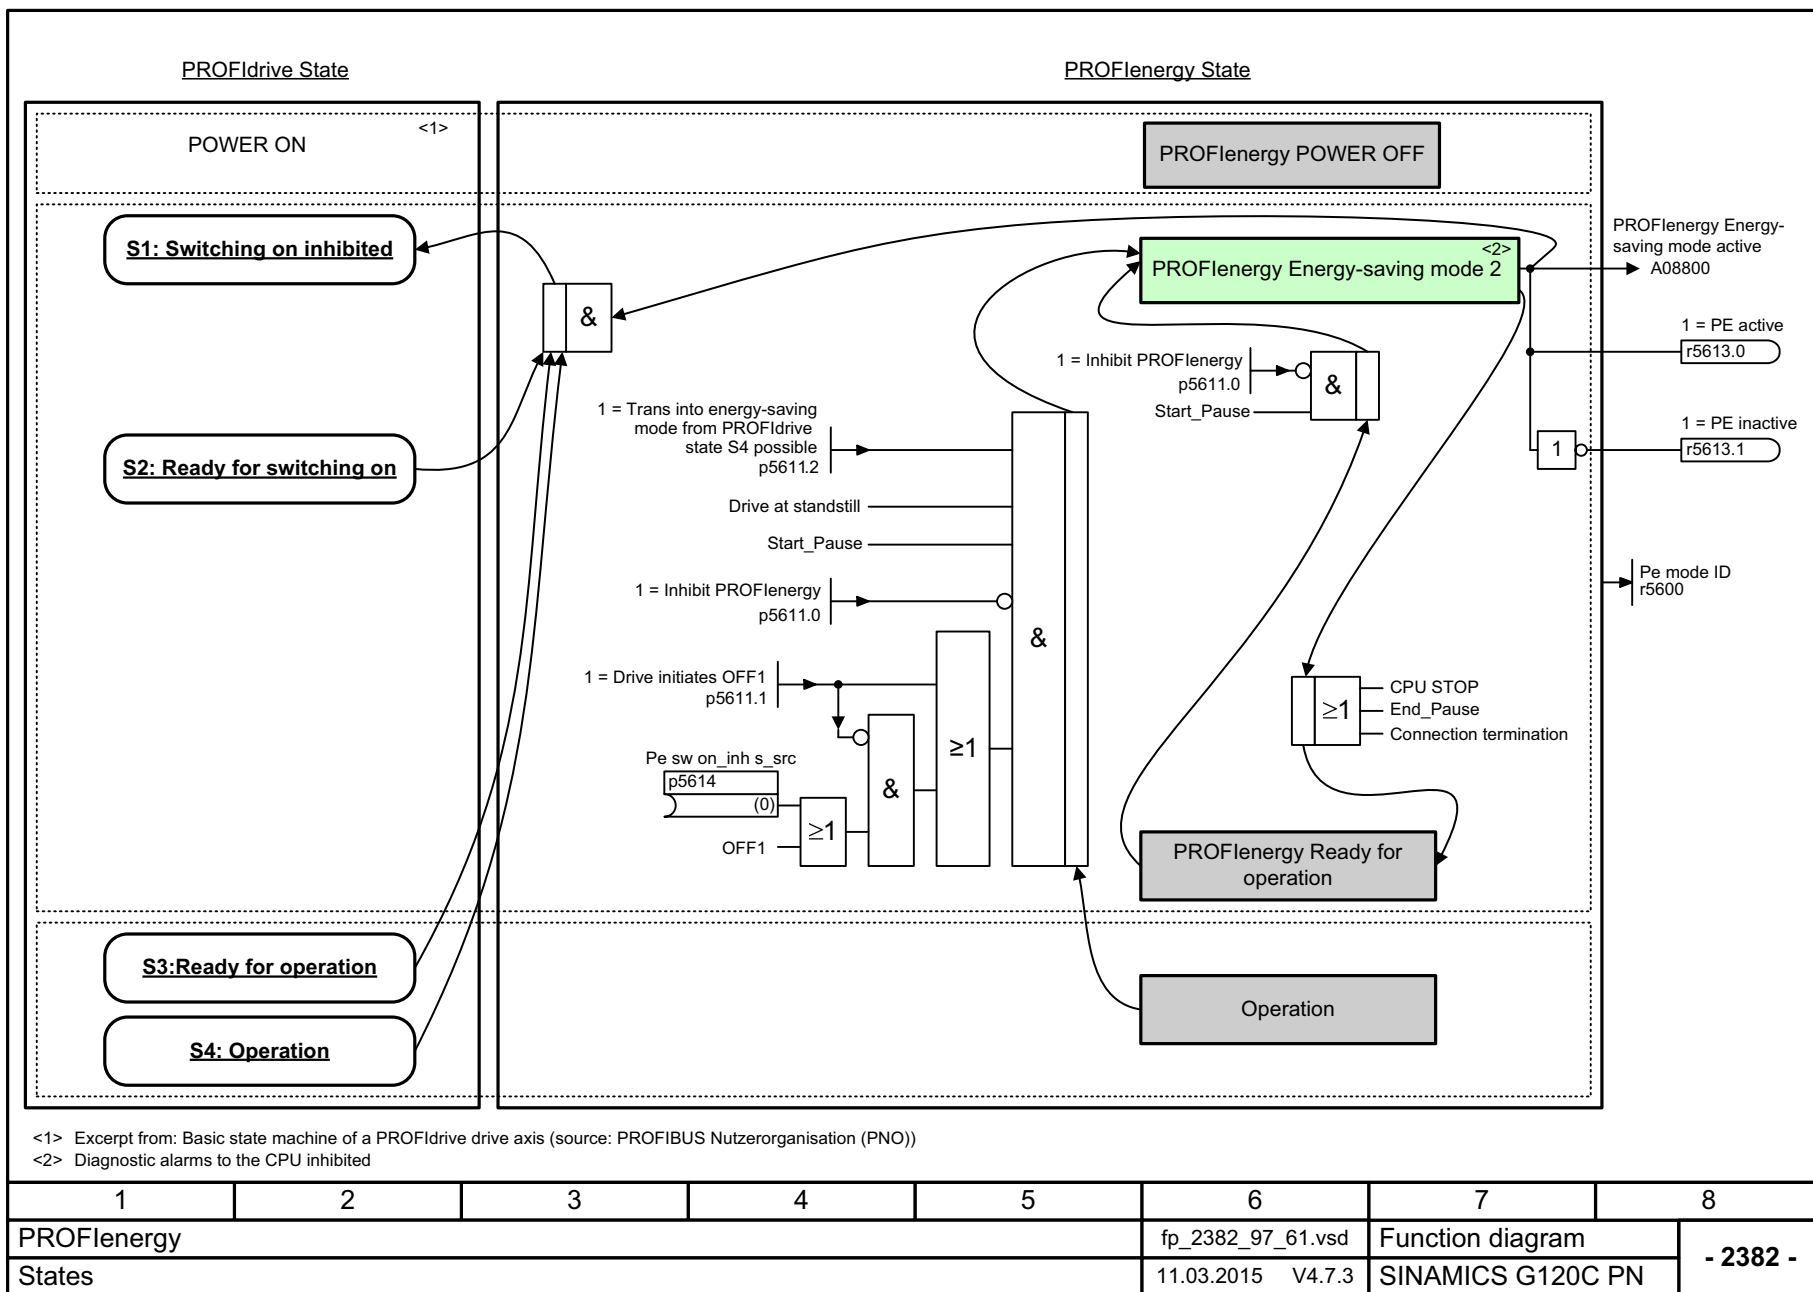 PROFIdrive State
PROFIenergy State
POWER ON
<1>
PROFIenergy POWER OFF
S1: Switching on inhibited
&
PROFIenergy Energy-saving mode 2
<2>
PROFIenergy Energy-
saving mode active
A08800
1 = PE active
r5613.0
1 = Inhibit PROFIenergy
p5611.0
Start_Pause
&
1 = PE inactive
r5613.1
1
S2: Ready for switching on
1 = Trans into energy-saving
mode from PROFIdrive
state S4 possible
p5611.2
Drive at standstill
Start_Pause
1 = Inhibit PROFIenergy
p5611.0
&
Pe mode ID
r5600
1 = Drive initiates OFF1
p5611.1
≥1
&
Pe sw on_inh s_src
p5614
(0)
≥1
OFF1
≥1
CPU STOP
End_Pause
Connection termination
PROFIenergy Ready for
operation
S3:Ready for operation
Operation
S4: Operation
<1> Excerpt from: Basic state machine of a PROFIdrive drive axis (source: PROFIBUS Nutzerorganisation (PNO))
<2> Diagnostic alarms to the CPU inhibited
1 2 3 4 5 6 7 8
PROFIenergy
fp_2382_97_61.vsd
Function diagram
- 2382 -
States
11.03.2015 V4.7.3
SINAMICS G120C PN